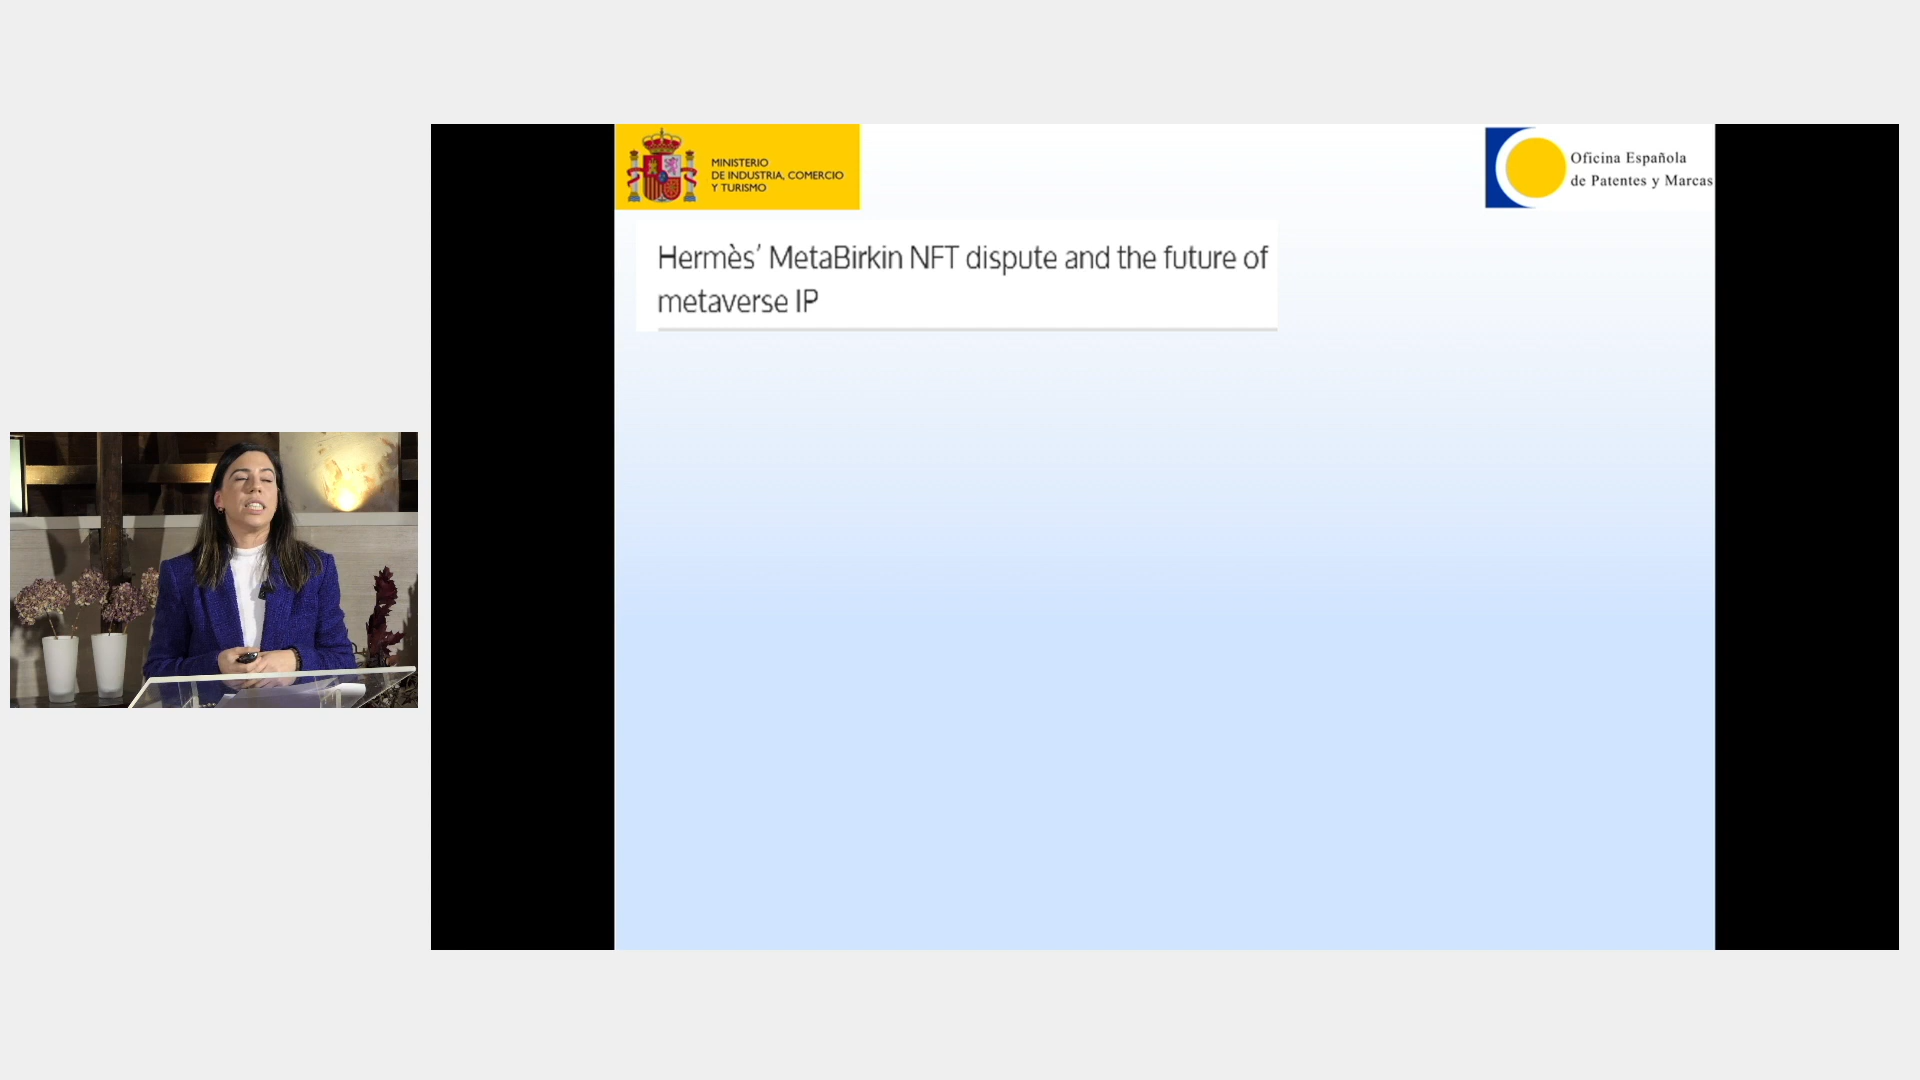 MINISTERIO
DE INDUSTRIA, COMERCIO
Y TURISMO
Oficina Española
de Patentes y Marcas
Hermès’ MetaBirkin NFT dispute and the future of
metaverse IP